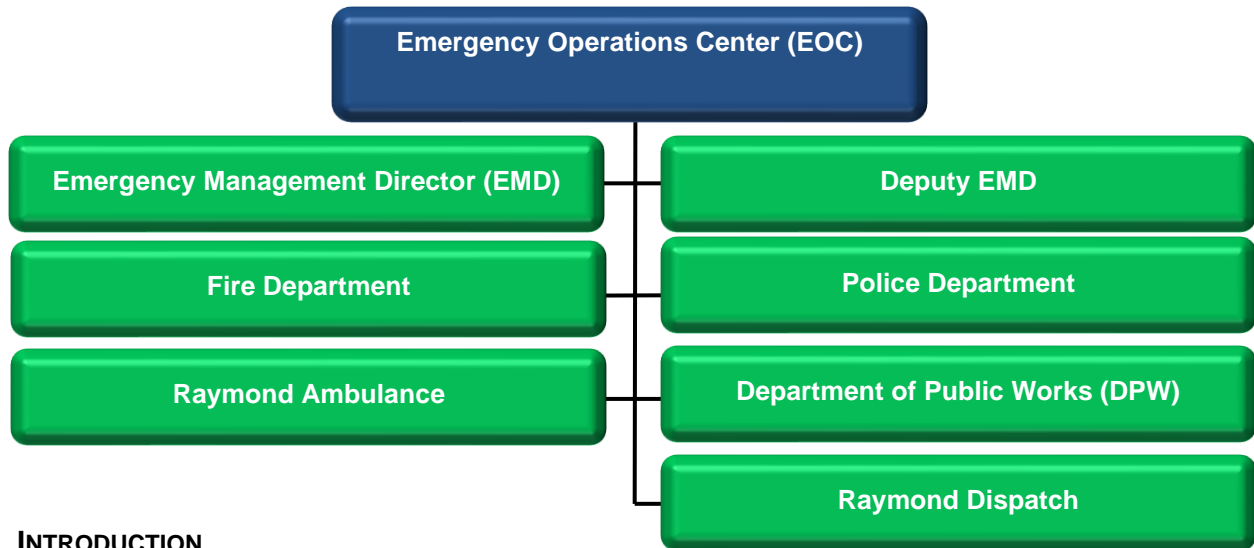 Emergency Operations Center (EOC)
Emergency Management Director (EMD)
Deputy EMD
Fire Department
Police Department
Raymond Ambulance
Department of Public Works (DPW)
Raymond Dispatch
INTRODUCTION